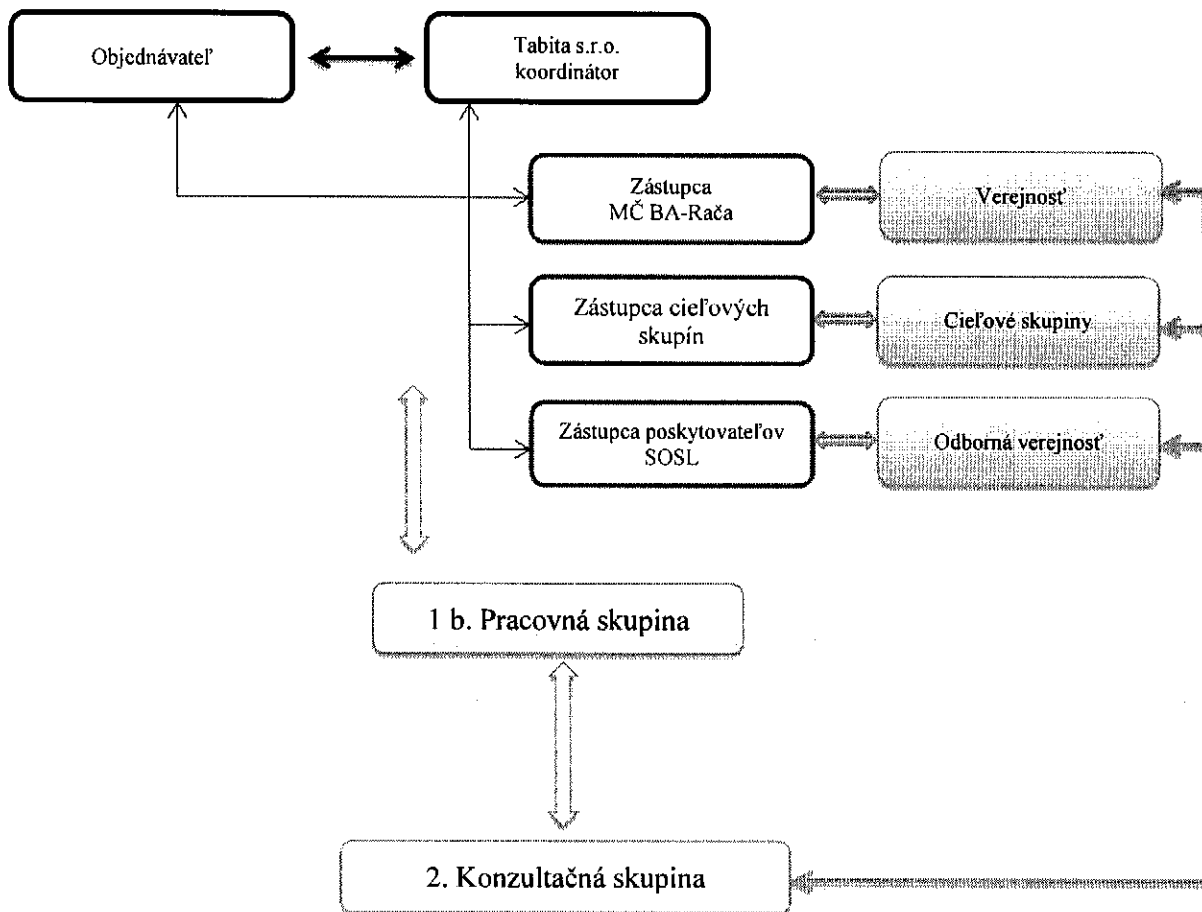 Objednávateľ
Tabita s.r.o.
koordinátor
Zástupca
MČ BA-Rača
Verejnosť
Zástupca cieľových
skupín
Cieľové skupiny
Zástupca poskytovateľov
SOSL
Odborná verejnosť
1 b. Pracovná skupina
2. Konzultačná skupina